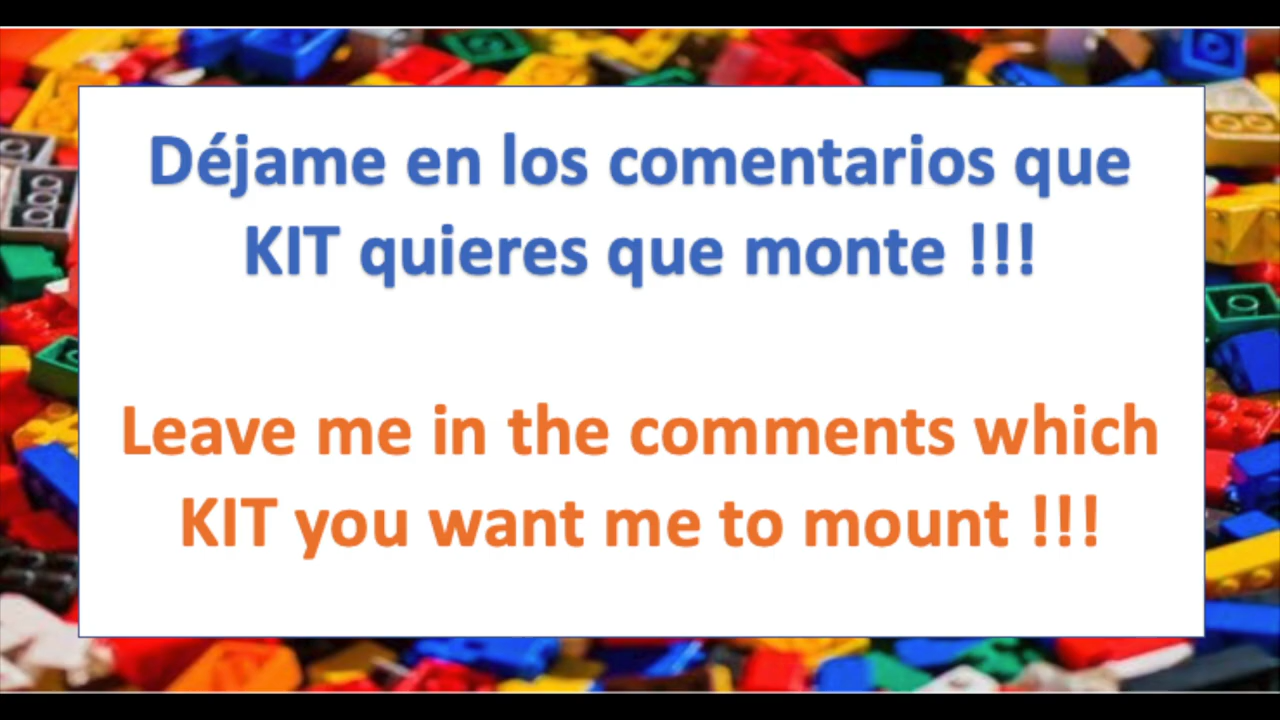 Déjame en los comentarios que
KIT quieres que monte !!!
Leave me in the comments which
KIT you want me to mount !!!